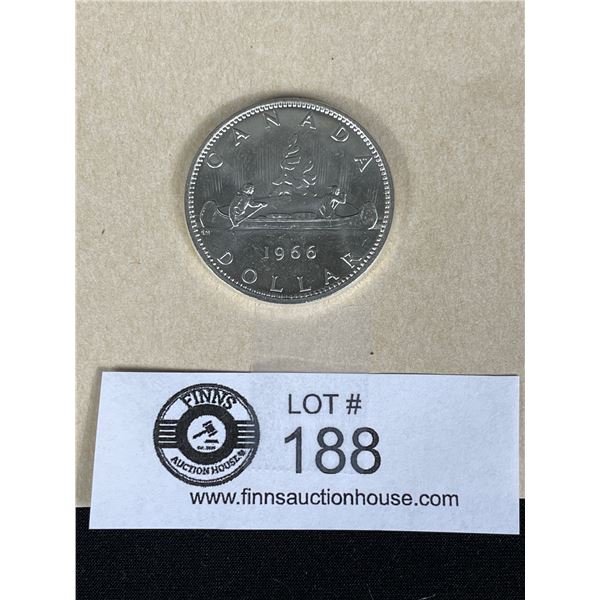 CANADA
1966
DOLLAR
FINNS
AUCTION HOUSE
LOT #
188
www.finnsauctionhouse.com